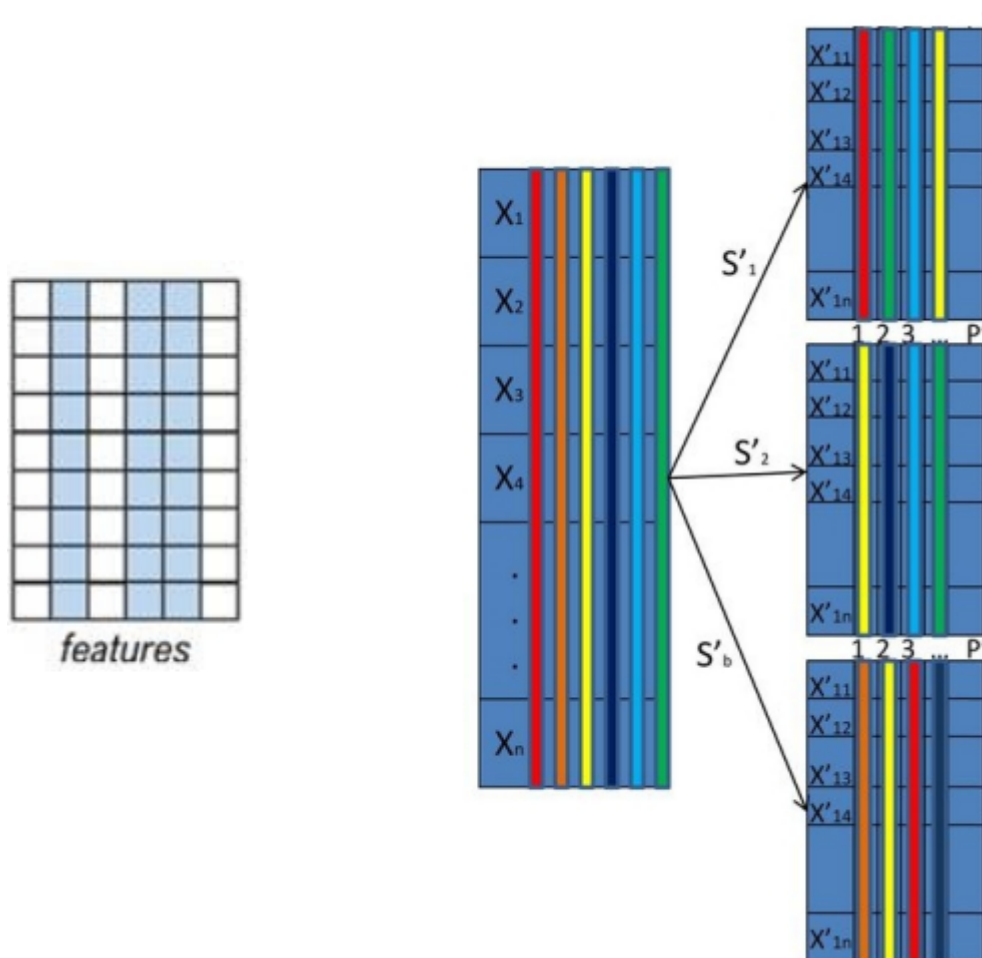 features
X₁
X₂
X₃
X₄
.
.
.
Xₙ
S'₁
S'₂
S'b
X'₁₁
X'₁₂
X'₁₃
X'₁₄
X'₁ₙ
1 2 3 ... P
X'₁₁
X'₁₂
X'₁₃
X'₁₄
X'₁ₙ
1 2 3 ... P
X'₁₁
X'₁₂
X'₁₃
X'₁₄
X'₁ₙ